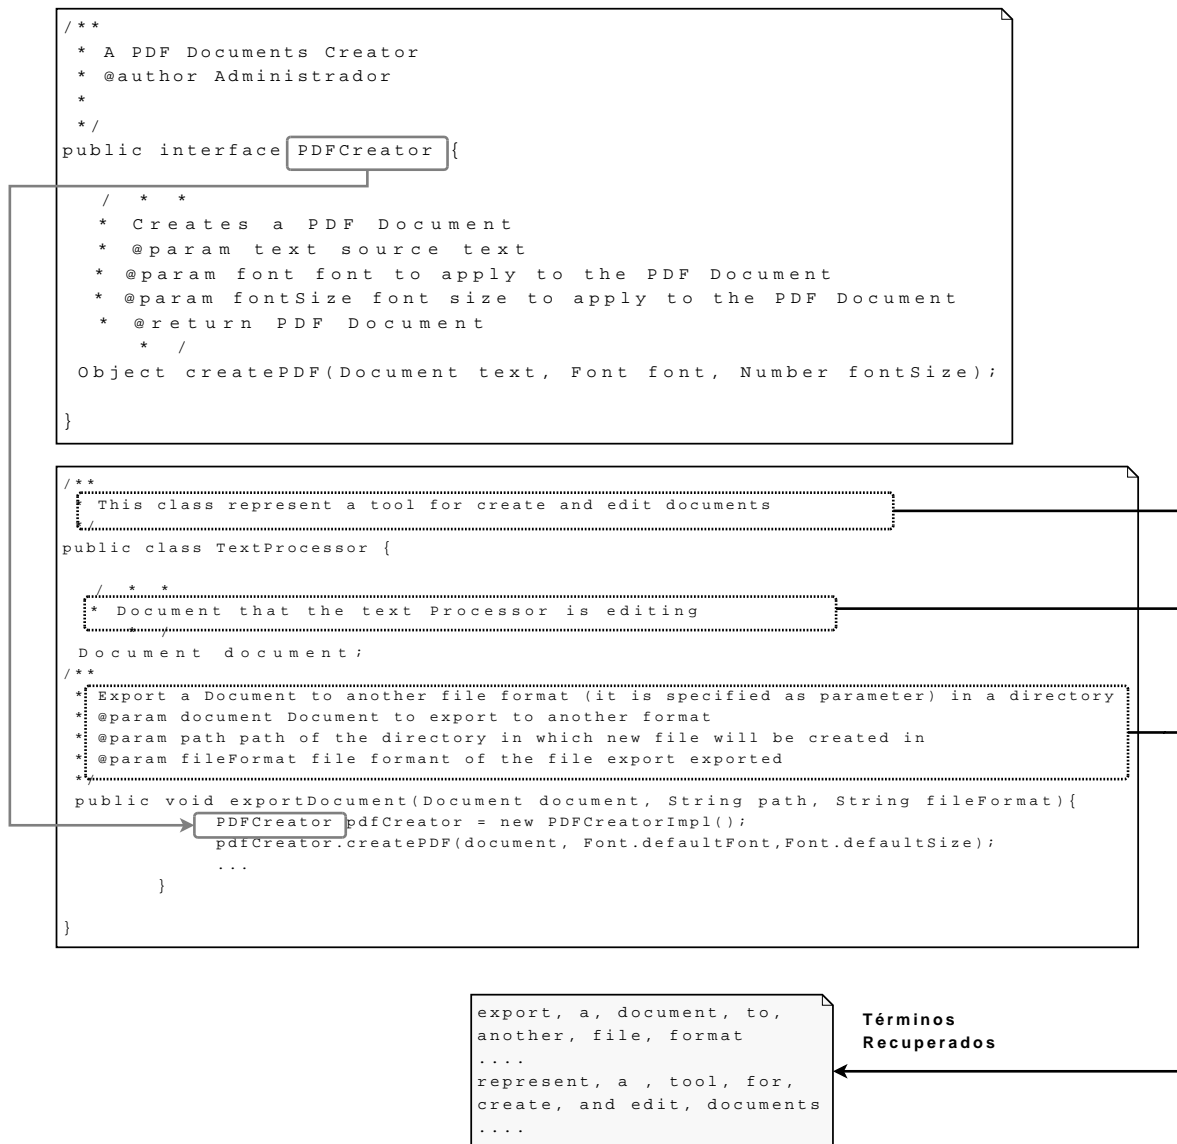 /**
* A PDF Documents Creator
* @author Administrador
*
*/
public interface PDFCreator {
/ * *
* Creates a PDF Document
* @param text source text
* @param font font to apply to the PDF Document
* @param fontSize font size to apply to the PDF Document
* @return PDF Document
* /
Object createPDF(Document text, Font font, Number fontSize);
}
/**
* This class represent a tool for create and edit documents
*/
public class TextProcessor {
/ * *
* Document that the text Processor is editing
* /
Document document;
/**
* Export a Document to another file format (it is specified as parameter) in a directory
* @param document Document to export to another format
* @param path path of the directory in which new file will be created in
* @param fileFormat file formant of the file export exported
*/
public void exportDocument(Document document, String path, String fileFormat){
PDFCreator pdfCreator = new PDFCreatorImpl();
pdfCreator.createPDF(document, Font.defaultFont,Font.defaultSize);
...
}
}
export, a, document, to,
another, file, format
....
represent, a , tool, for,
create, and edit, documents
....
Términos
Recuperados